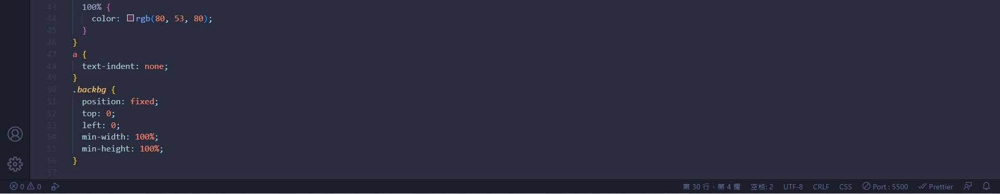 43 100% {
44 color: rgb(80, 53, 80);
45 }
46 }
47 a {
48 text-indent: none;
49 }
50 .backbg {
51 position: fixed;
52 top: 0;
53 left: 0;
54 min-width: 100%;
55 min-height: 100%;
56 }
57
0 0 第 30 行，第 4 欄 空格: 2 UTF-8 CRLF CSS Port : 5500 Prettier